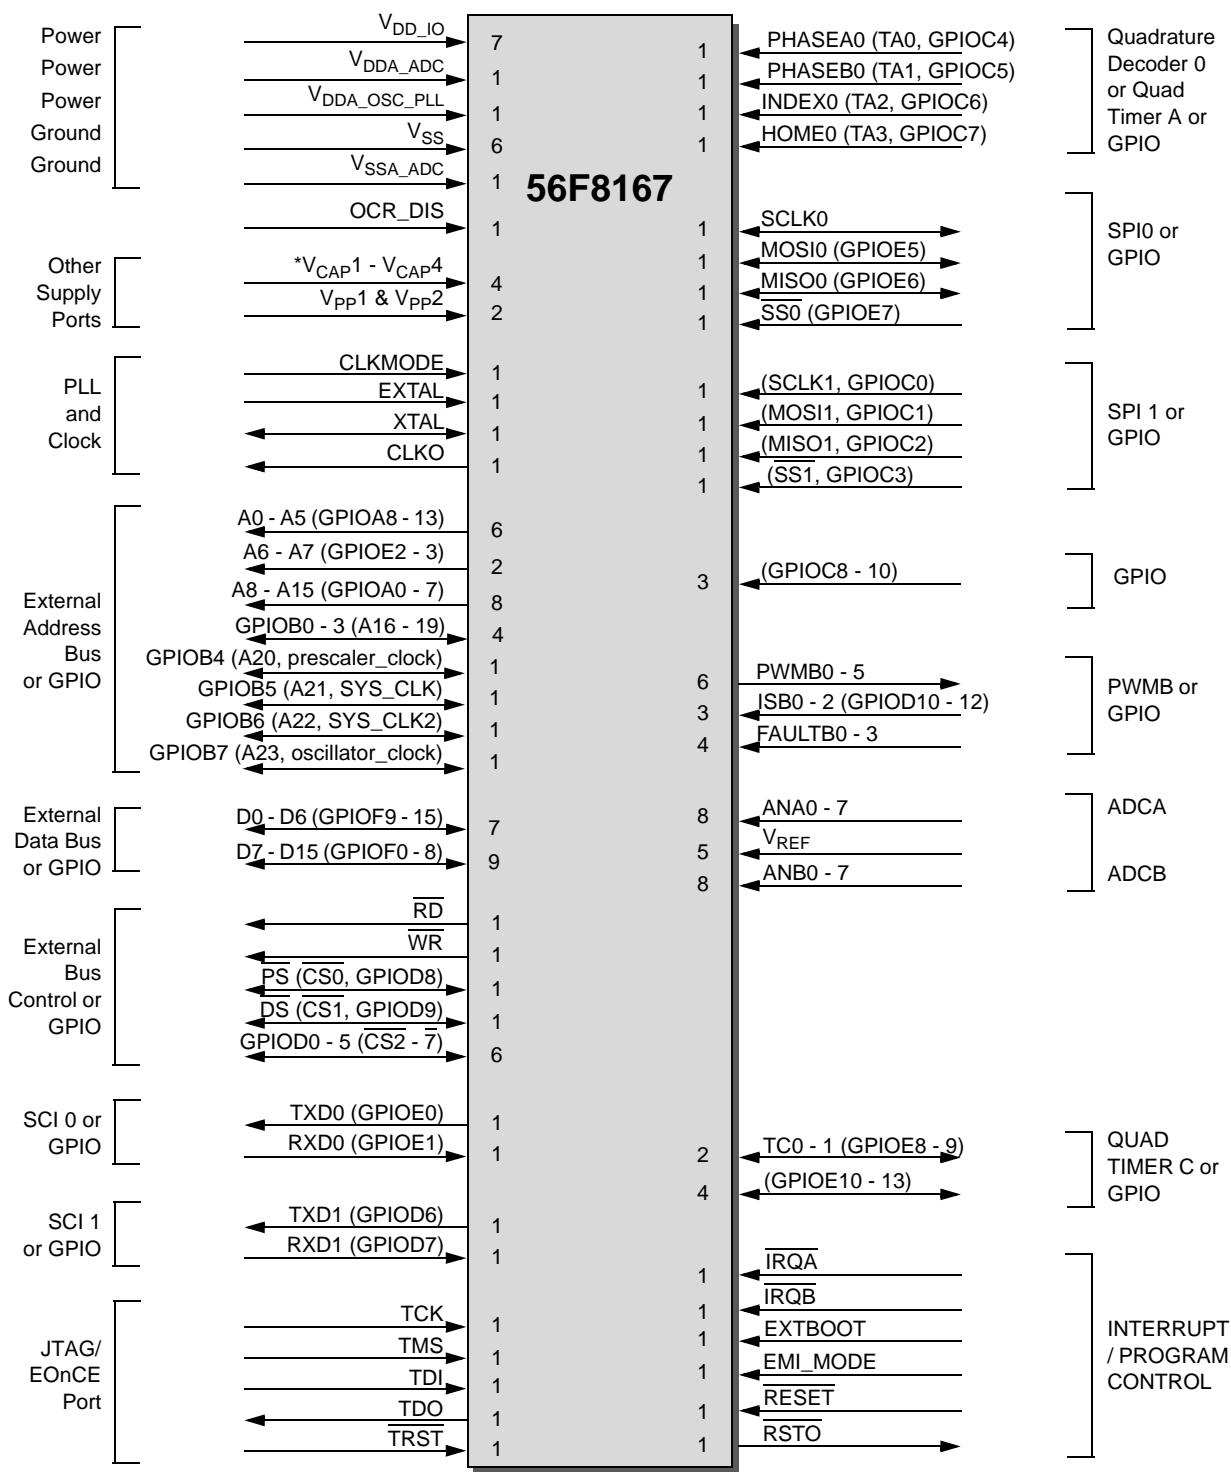 Power
Power
Power
Ground
Ground
V_DD_IO 7
V_DDA_ADC 1
V_DDA_OSC_PLL 1
V_SS 6
V_SSA_ADC 1
OCR_DIS 1
Other
Supply
Ports
*V_CAP1 - V_CAP4 4
V_PP1 & V_PP2 2
PLL
and
Clock
CLKMODE 1
EXTAL 1
XTAL 1
CLKO 1
External
Address
Bus
or GPIO
A0 - A5 (GPIOA8 - 13) 6
A6 - A7 (GPIOE2 - 3) 2
A8 - A15 (GPIOA0 - 7) 8
GPIOB0 - 3 (A16 - 19) 4
GPIOB4 (A20, prescaler_clock) 1
GPIOB5 (A21, SYS_CLK) 1
GPIOB6 (A22, SYS_CLK2) 1
GPIOB7 (A23, oscillator_clock) 1
External
Data Bus
or GPIO
D0 - D6 (GPIOF9 - 15) 7
D7 - D15 (GPIOF0 - 8) 9
External
Bus
Control or
GPIO
RD 1
WR 1
PS (CS0, GPIOD8) 1
DS (CS1, GPIOD9) 1
GPIOD0 - 5 (CS2 - 7) 6
SCI 0 or
GPIO
TXD0 (GPIOE0) 1
RXD0 (GPIOE1) 1
SCI 1
or GPIO
TXD1 (GPIOD6) 1
RXD1 (GPIOD7) 1
JTAG/
EOnCE
Port
TCK 1
TMS 1
TDI 1
TDO 1
TRST 1
56F8167
1 PHASEA0 (TA0, GPIOC4)
1 PHASEB0 (TA1, GPIOC5)
1 INDEX0 (TA2, GPIOC6)
1 HOME0 (TA3, GPIOC7)
Quadrature
Decoder 0
or Quad
Timer A or
GPIO
1 SCLK0
1 MOSI0 (GPIOE5)
1 MISO0 (GPIOE6)
1 SS0 (GPIOE7)
SPI0 or
GPIO
1 (SCLK1, GPIOC0)
1 (MOSI1, GPIOC1)
1 (MISO1, GPIOC2)
1 (SS1, GPIOC3)
SPI 1 or
GPIO
3 (GPIOC8 - 10)
GPIO
6 PWMB0 - 5
3 ISB0 - 2 (GPIOD10 - 12)
4 FAULTB0 - 3
PWMB or
GPIO
8 ANA0 - 7
5 V_REF
8 ANB0 - 7
ADCA
ADCB
2 TC0 - 1 (GPIOE8 - 9)
4 (GPIOE10 - 13)
QUAD
TIMER C or
GPIO
1 IRQA
1 IRQB
1 EXTBOOT
1 EMI_MODE
1 RESET
1 RSTO
INTERRUPT
/ PROGRAM
CONTROL